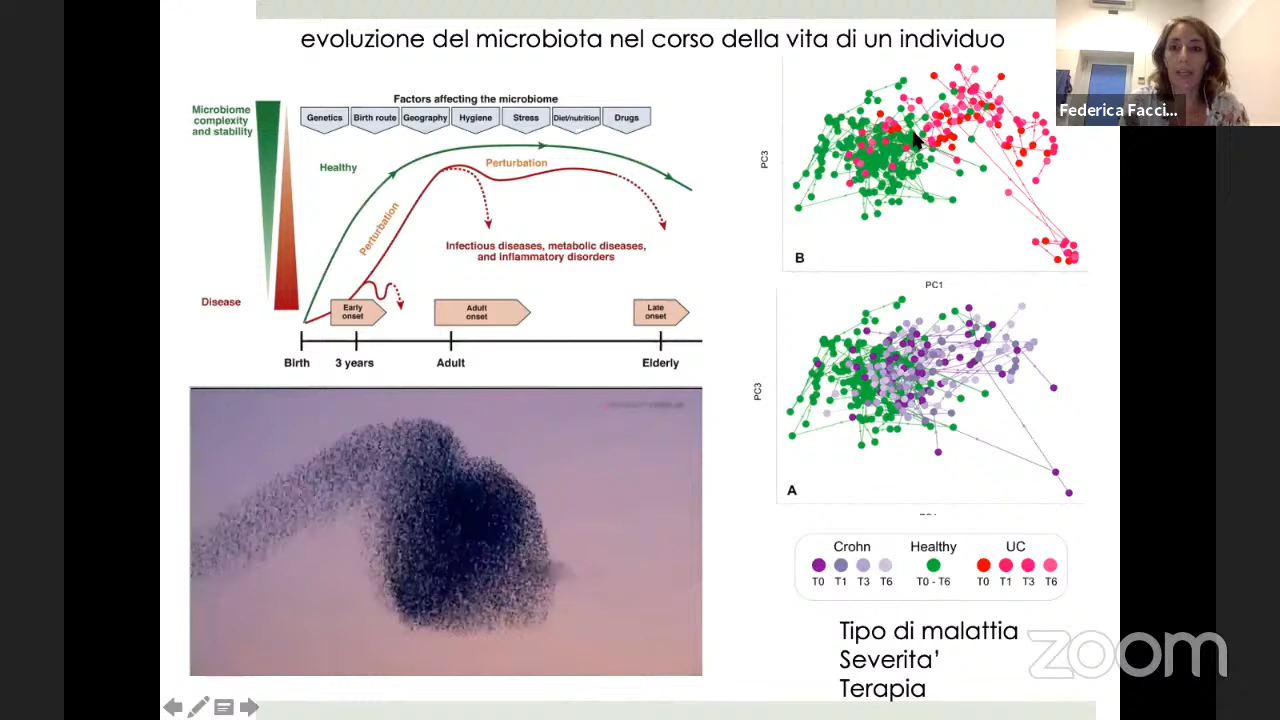 evoluzione del microbiota nel corso della vita di un individuo
Federica Facci...
Microbiome
complexity
and stability
Disease
Factors affecting the microbiome
Genetics
Birth route
Geography
Hygiene
Stress
Diet/nutrition
Drugs
Healthy
Perturbation
Perturbation
Infectious diseases, metabolic diseases,
and inflammatory disorders
Early
onset
Adult
onset
Late
onset
Birth
3 years
Adult
Elderly
PC3
B
PC1
PC3
A
Crohn
Healthy
UC
T0
T1
T3
T6
T0 - T6
T0
T1
T3
T6
Tipo di malattia
Severita'
Terapia
zoom